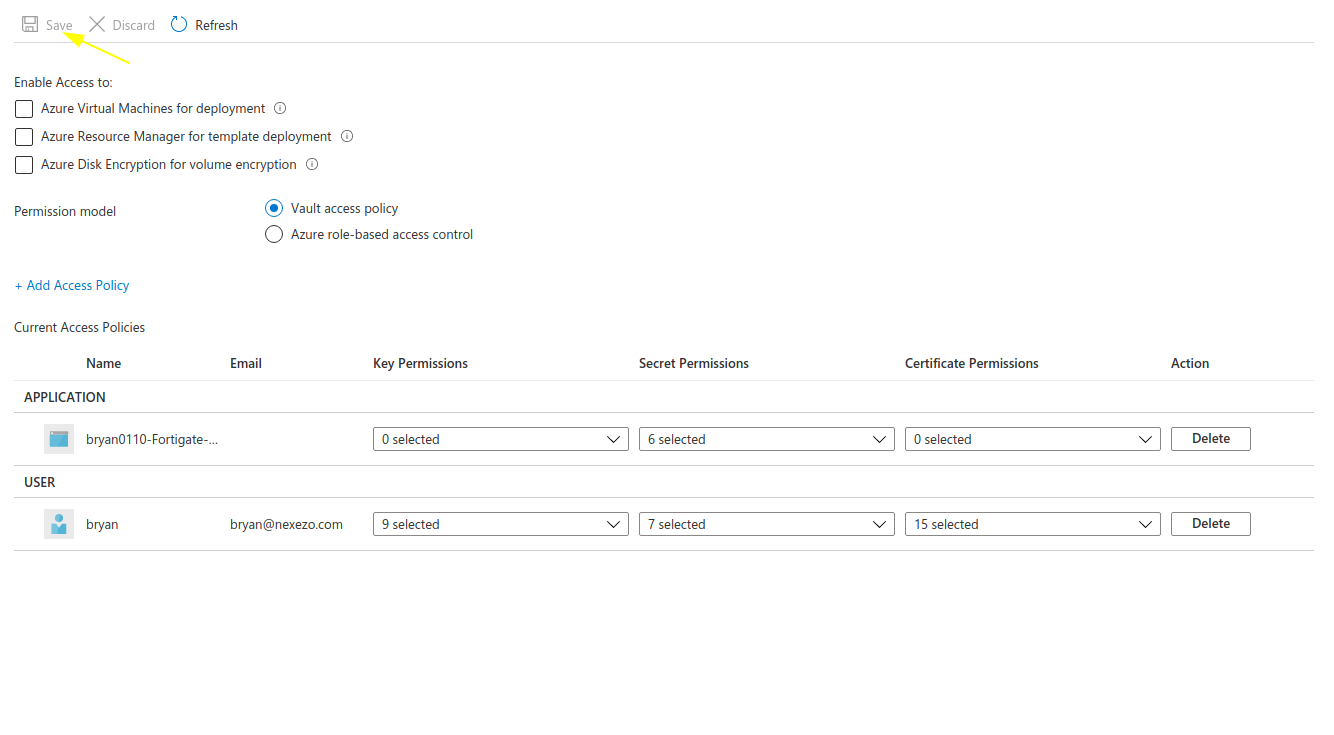 Save Discard Refresh
Enable Access to:
Azure Virtual Machines for deployment
Azure Resource Manager for template deployment
Azure Disk Encryption for volume encryption
Permission model
Vault access policy
Azure role-based access control
+ Add Access Policy
Current Access Policies
Name Email Key Permissions Secret Permissions Certificate Permissions Action
APPLICATION
bryan0110-Fortigate-... 0 selected 6 selected 0 selected Delete
USER
bryan bryan@nexezo.com 9 selected 7 selected 15 selected Delete